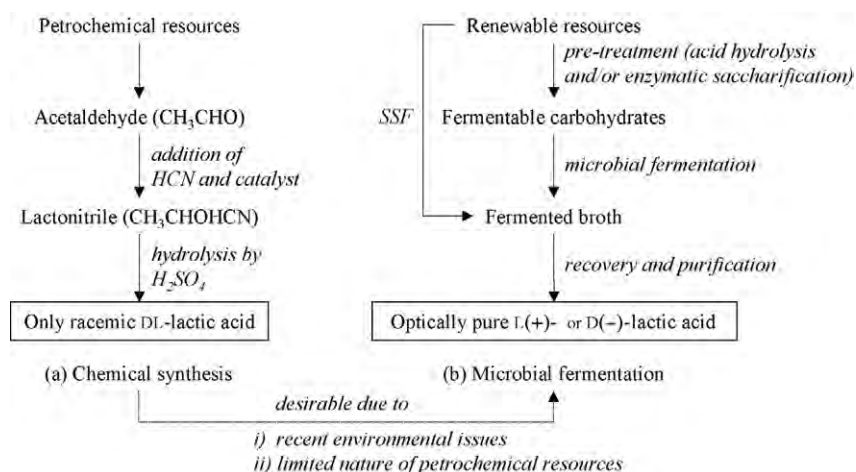 Petrochemical resources
Acetaldehyde (CH₃CHO)
addition of
HCN and catalyst
Lactonitrile (CH₃CHOHCN)
hydrolysis by
H₂SO₄
Only racemic DL-lactic acid
(a) Chemical synthesis
Renewable resources
pre-treatment (acid hydrolysis
and/or enzymatic saccharification)
SSF
Fermentable carbohydrates
microbial fermentation
Fermented broth
recovery and purification
Optically pure L(+)- or D(–)-lactic acid
(b) Microbial fermentation
desirable due to
i) recent environmental issues
ii) limited nature of petrochemical resources